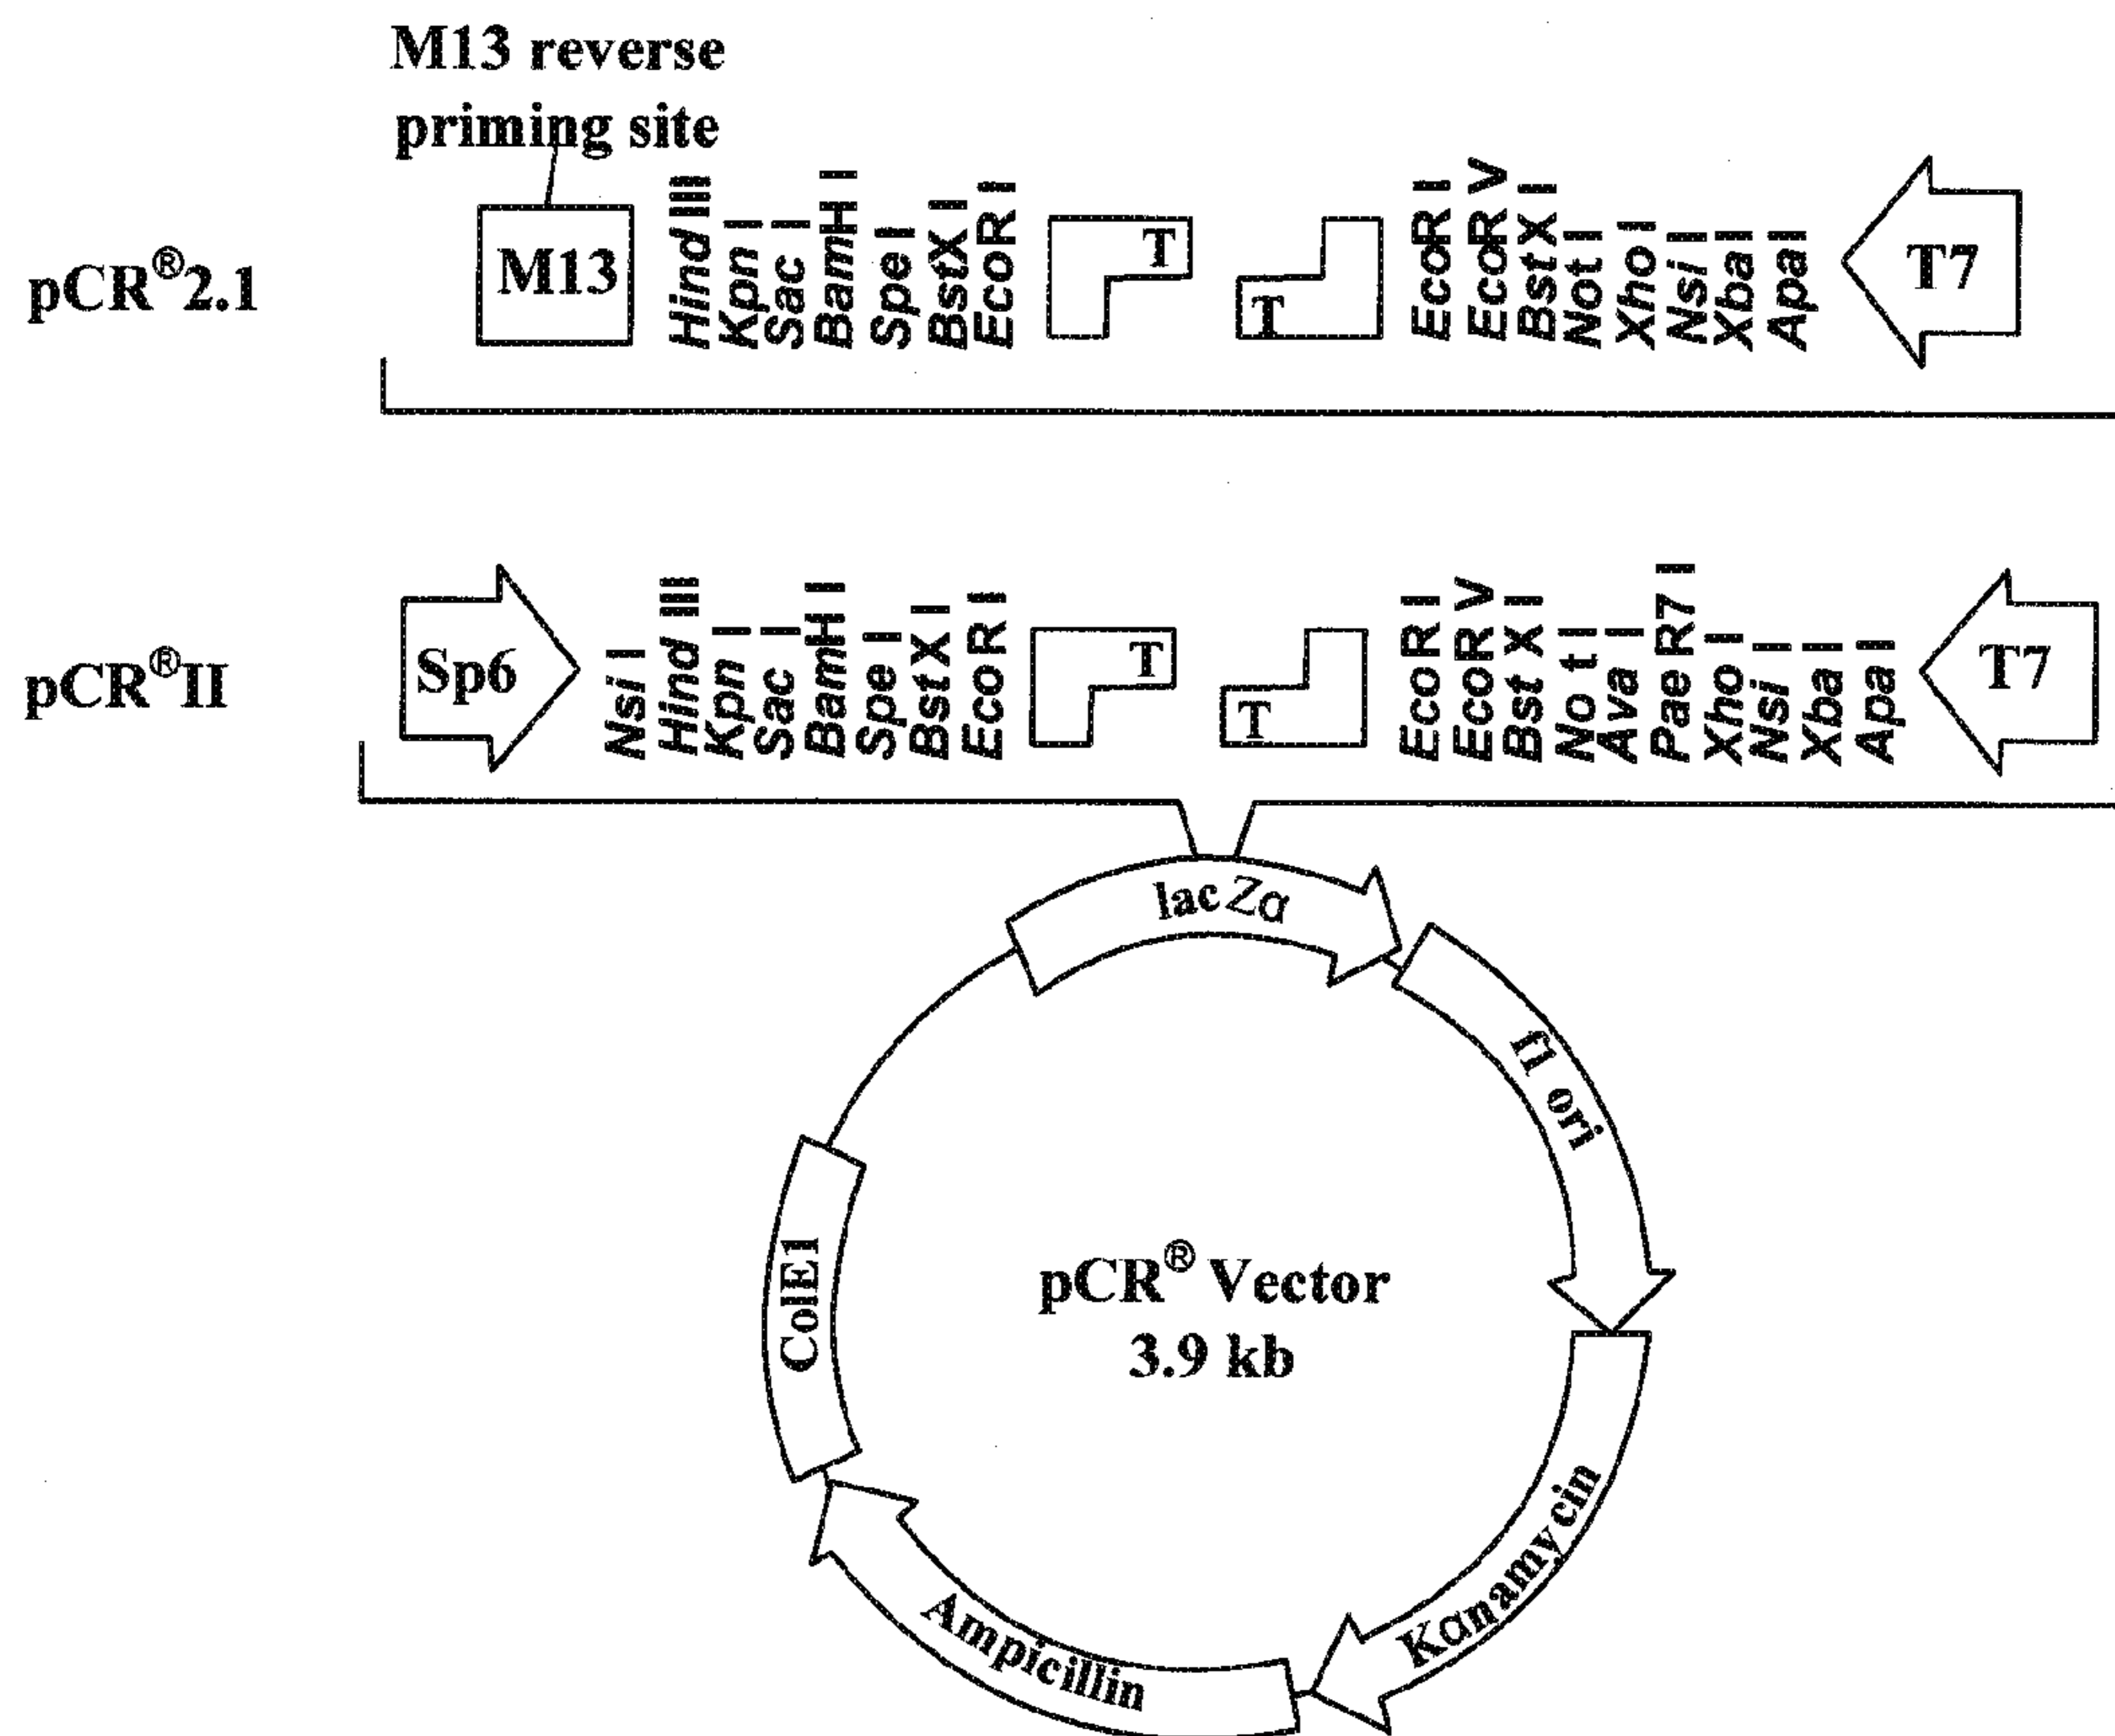 M13 reverse
priming site
pCR®2.1
M13
Hind III
Kpn I
Sac I
BamH I
Spe I
BstX I
EcoR I
T
T
EcoR I
EcoR V
BstX I
Not I
Xho I
Nsi I
Xba I
Apa I
T7
pCR®II
Sp6
Nsi I
Hind III
Kpn I
Sac I
BamH I
Spe I
BstX I
EcoR I
T
T
EcoR I
EcoR V
Bst X I
No t I
Ava I
Pae R7 I
Xho I
Nsi I
Xba I
Apa I
T7
lacZα
f1 ori
Kanamycin
Ampicillin
ColE1
pCR® Vector
3.9 kb